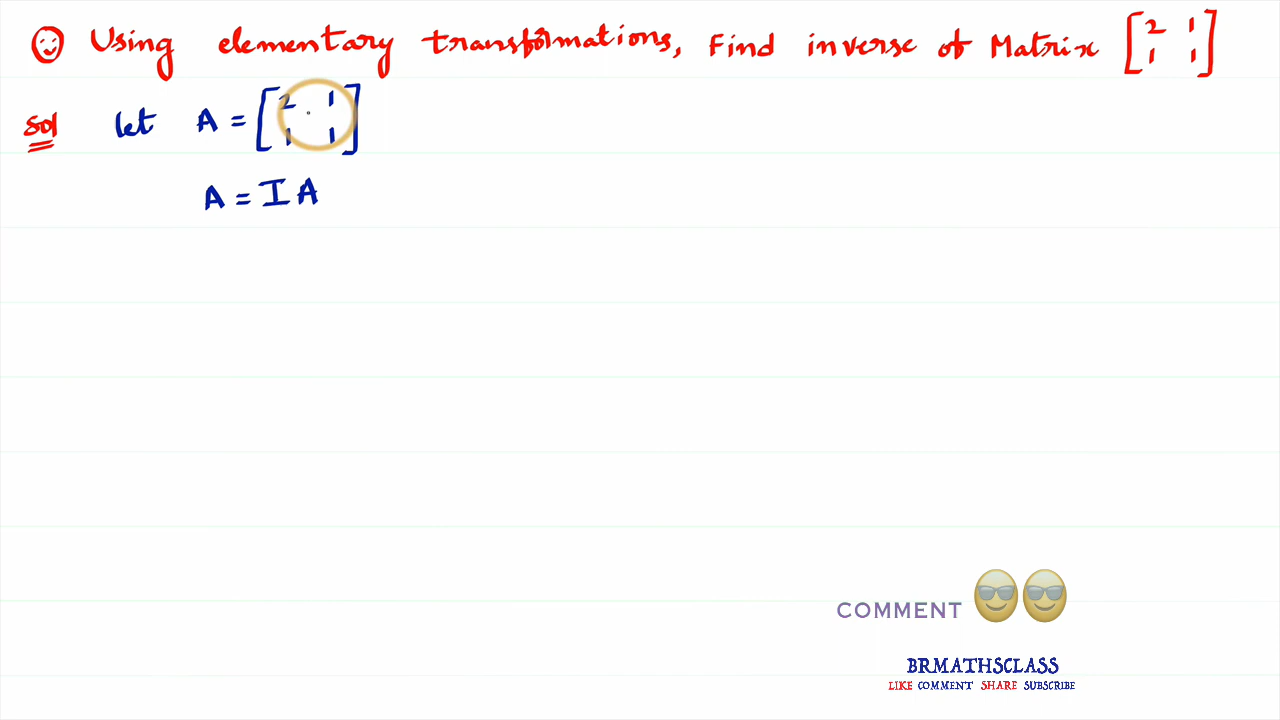 Using elementary transformations, Find inverse of Matrix [2 1
1 1]
Sol let A = [2 1
1 1]
A = I A
COMMENT
BRMATHSCLASS
LIKE COMMENT SHARE SUBSCRIBE